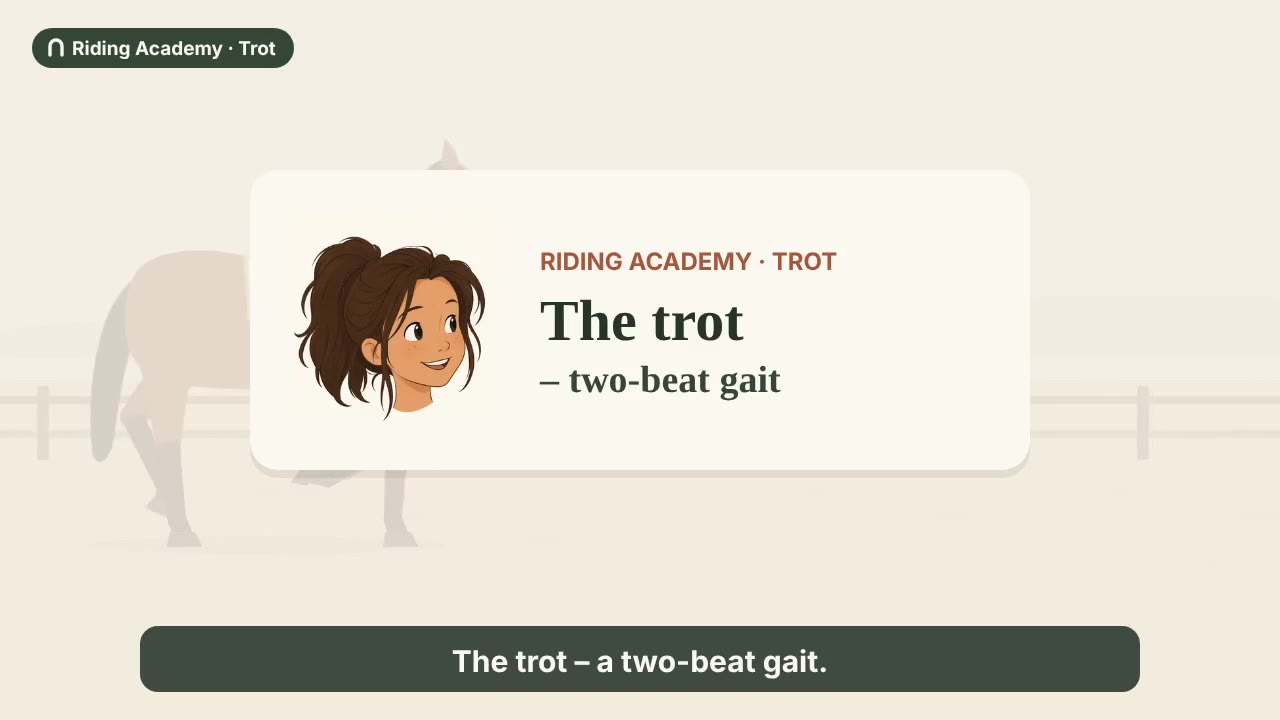 Riding Academy · Trot
RIDING ACADEMY · TROT
The trot
– two-beat gait
The trot – a two-beat gait.